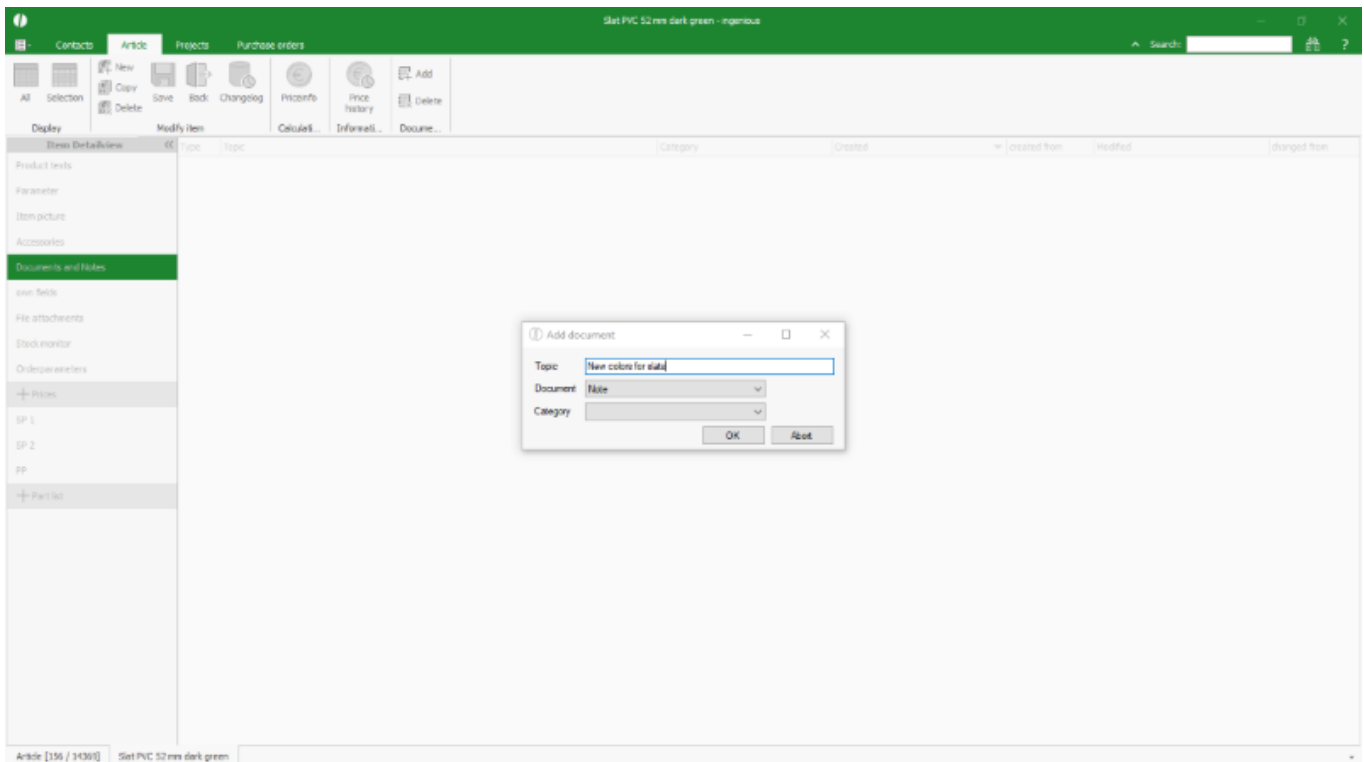 Slat PVC 52 mm dark green - ingenious
Contacts Article Projects Purchase orders Search: ?
All Selection New Copy Delete Save Back Changelog Priceinfo Price history Add Delete
Display Modify item Calculati... Informati... Docume...
Item Detailview Type Topic Category Created created from Modified changed from
Product texts
Parameter
Item picture
Accessories
Documents and Notes
own fields
File attachments
Stock monitor
Orderparameters
Prices
SP 1
SP 2
PP
Part list
Add document
Topic New colors for slats
Document Note
Category
OK Abort
Article [156 / 14369] Slat PVC 52 mm dark green